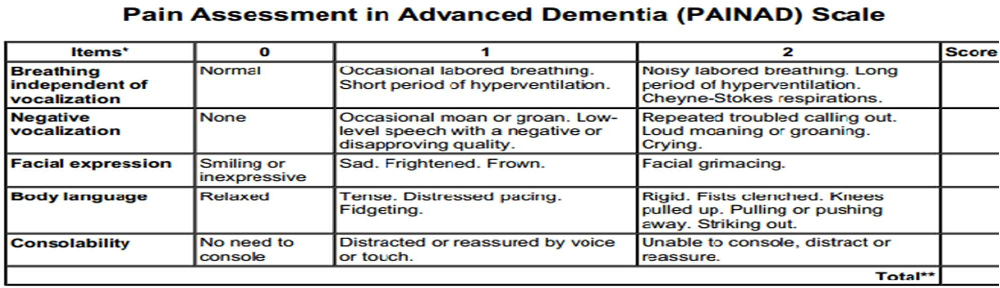 Pain Assessment in Advanced Dementia (PAINAD) Scale
Items* 0 1 2 Score
Breathing independent of vocalization
Normal
Occasional labored breathing.
Short period of hyperventilation.
Noisy labored breathing. Long
period of hyperventilation.
Cheyne-Stokes respirations.
Negative
vocalization
None
Occasional moan or groan. Low-
level speech with a negative or
disapproving quality.
Repeated troubled calling out.
Loud moaning or groaning.
Crying.
Facial expression
Smiling or
inexpressive
Sad. Frightened. Frown.
Facial grimacing.
Body language
Relaxed
Tense. Distressed pacing.
Fidgeting.
Rigid. Fists clenched. Knees
pulled up. Pulling or pushing
away. Striking out.
Consolability
No need to
console
Distracted or reassured by voice
or touch.
Unable to console, distract or
reassure.
Total**